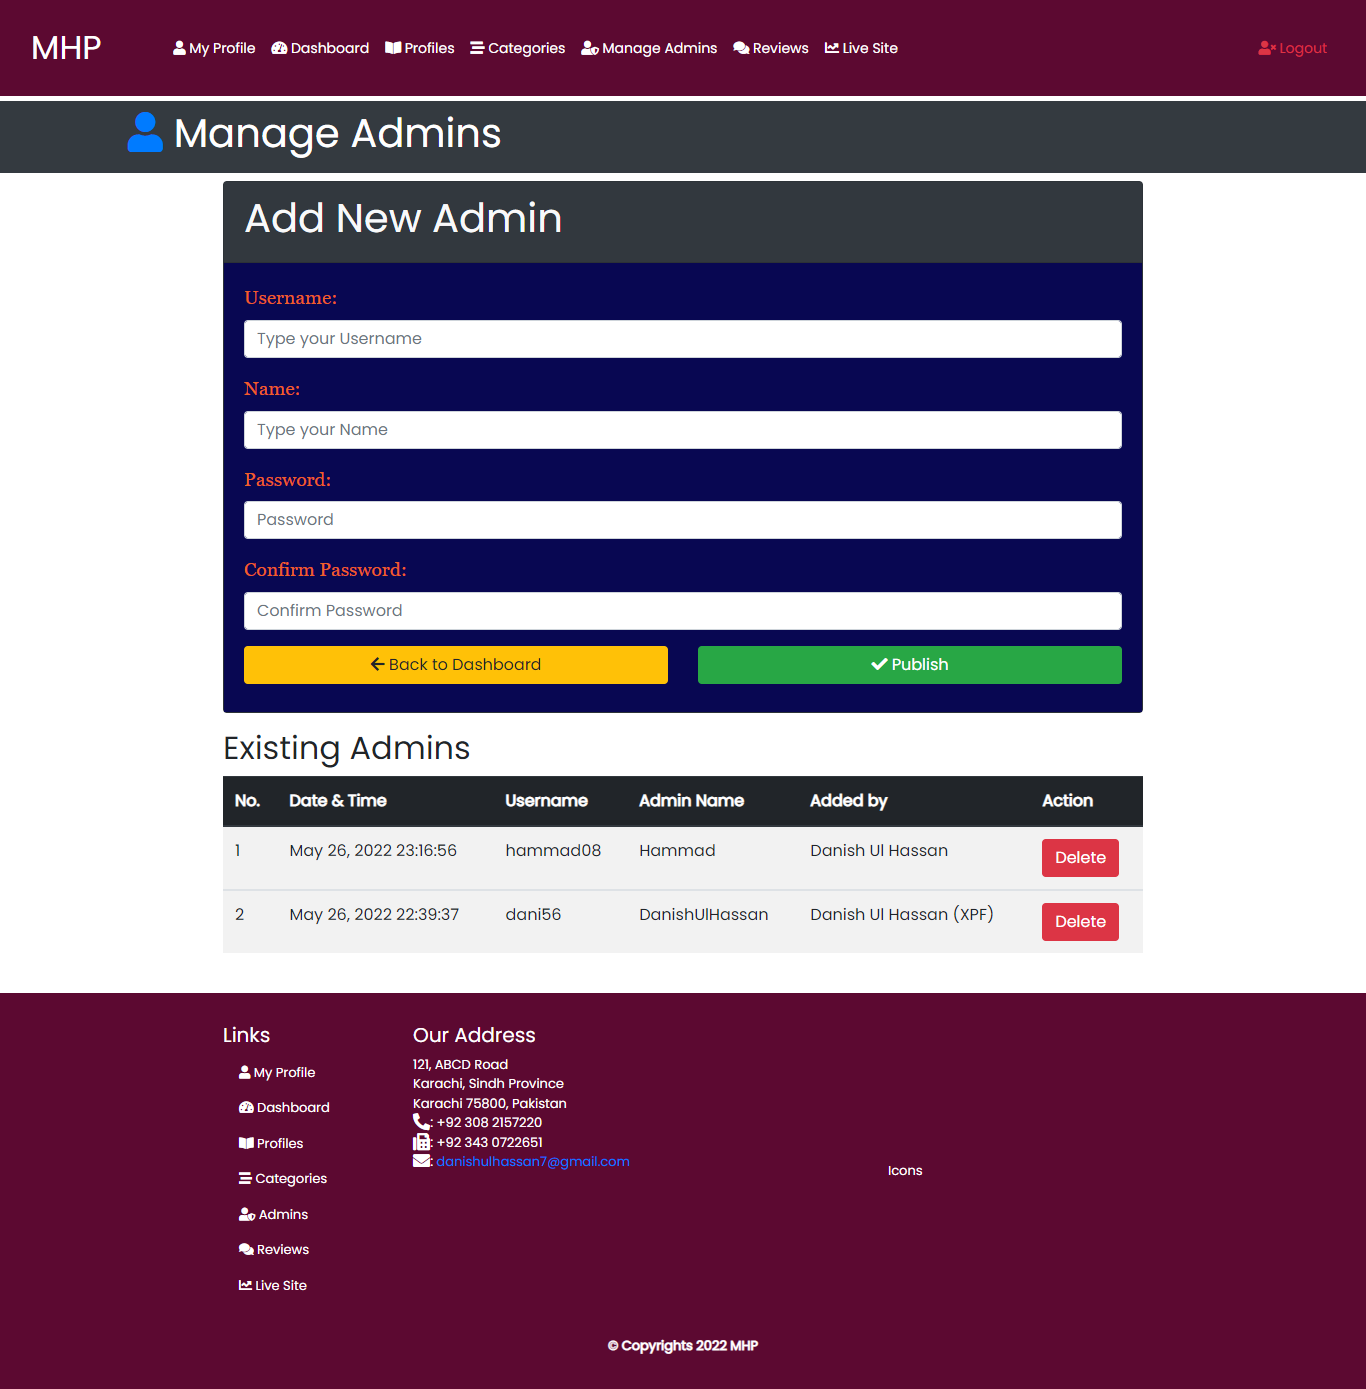 MHP
My Profile Dashboard Profiles Categories Manage Admins Reviews Live Site Logout
Manage Admins
Add New Admin
Username:
Type your Username
Name:
Type your Name
Password:
Password
Confirm Password:
Confirm Password
Back to Dashboard Publish
Existing Admins
No. Date & Time Username Admin Name Added by Action
1 May 26, 2022 23:16:56 hammad08 Hammad Danish Ul Hassan Delete
2 May 26, 2022 22:39:37 dani56 DanishUlHassan Danish Ul Hassan (XPF) Delete
Links
My Profile
Dashboard
Profiles
Categories
Admins
Reviews
Live Site
Our Address
121, ABCD Road
Karachi, Sindh Province
Karachi 75800, Pakistan
: +92 308 2157220
: +92 343 0722651
: danishulhassan7@gmail.com
Icons
© Copyrights 2022 MHP